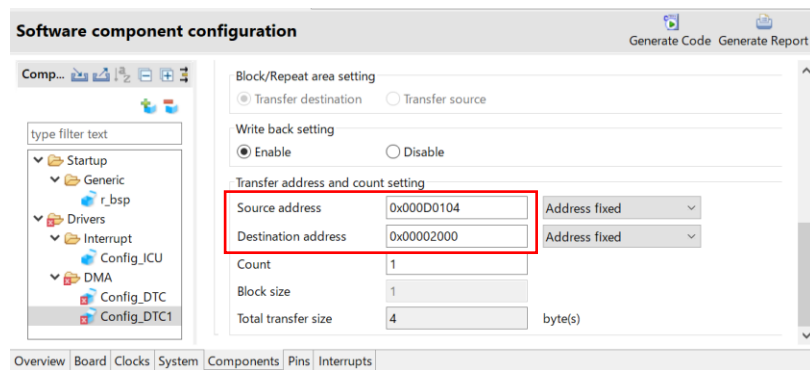 Software component configuration
Generate Code Generate Report
Comp...
type filter text
Startup
Generic
r_bsp
Drivers
Interrupt
Config_ICU
DMA
Config_DTC
Config_DTC1
Block/Repeat area setting
Transfer destination Transfer source
Write back setting
Enable Disable
Transfer address and count setting
Source address 0x000D0104 Address fixed
Destination address 0x00002000 Address fixed
Count 1
Block size 1
Total transfer size 4 byte(s)
Overview Board Clocks System Components Pins Interrupts